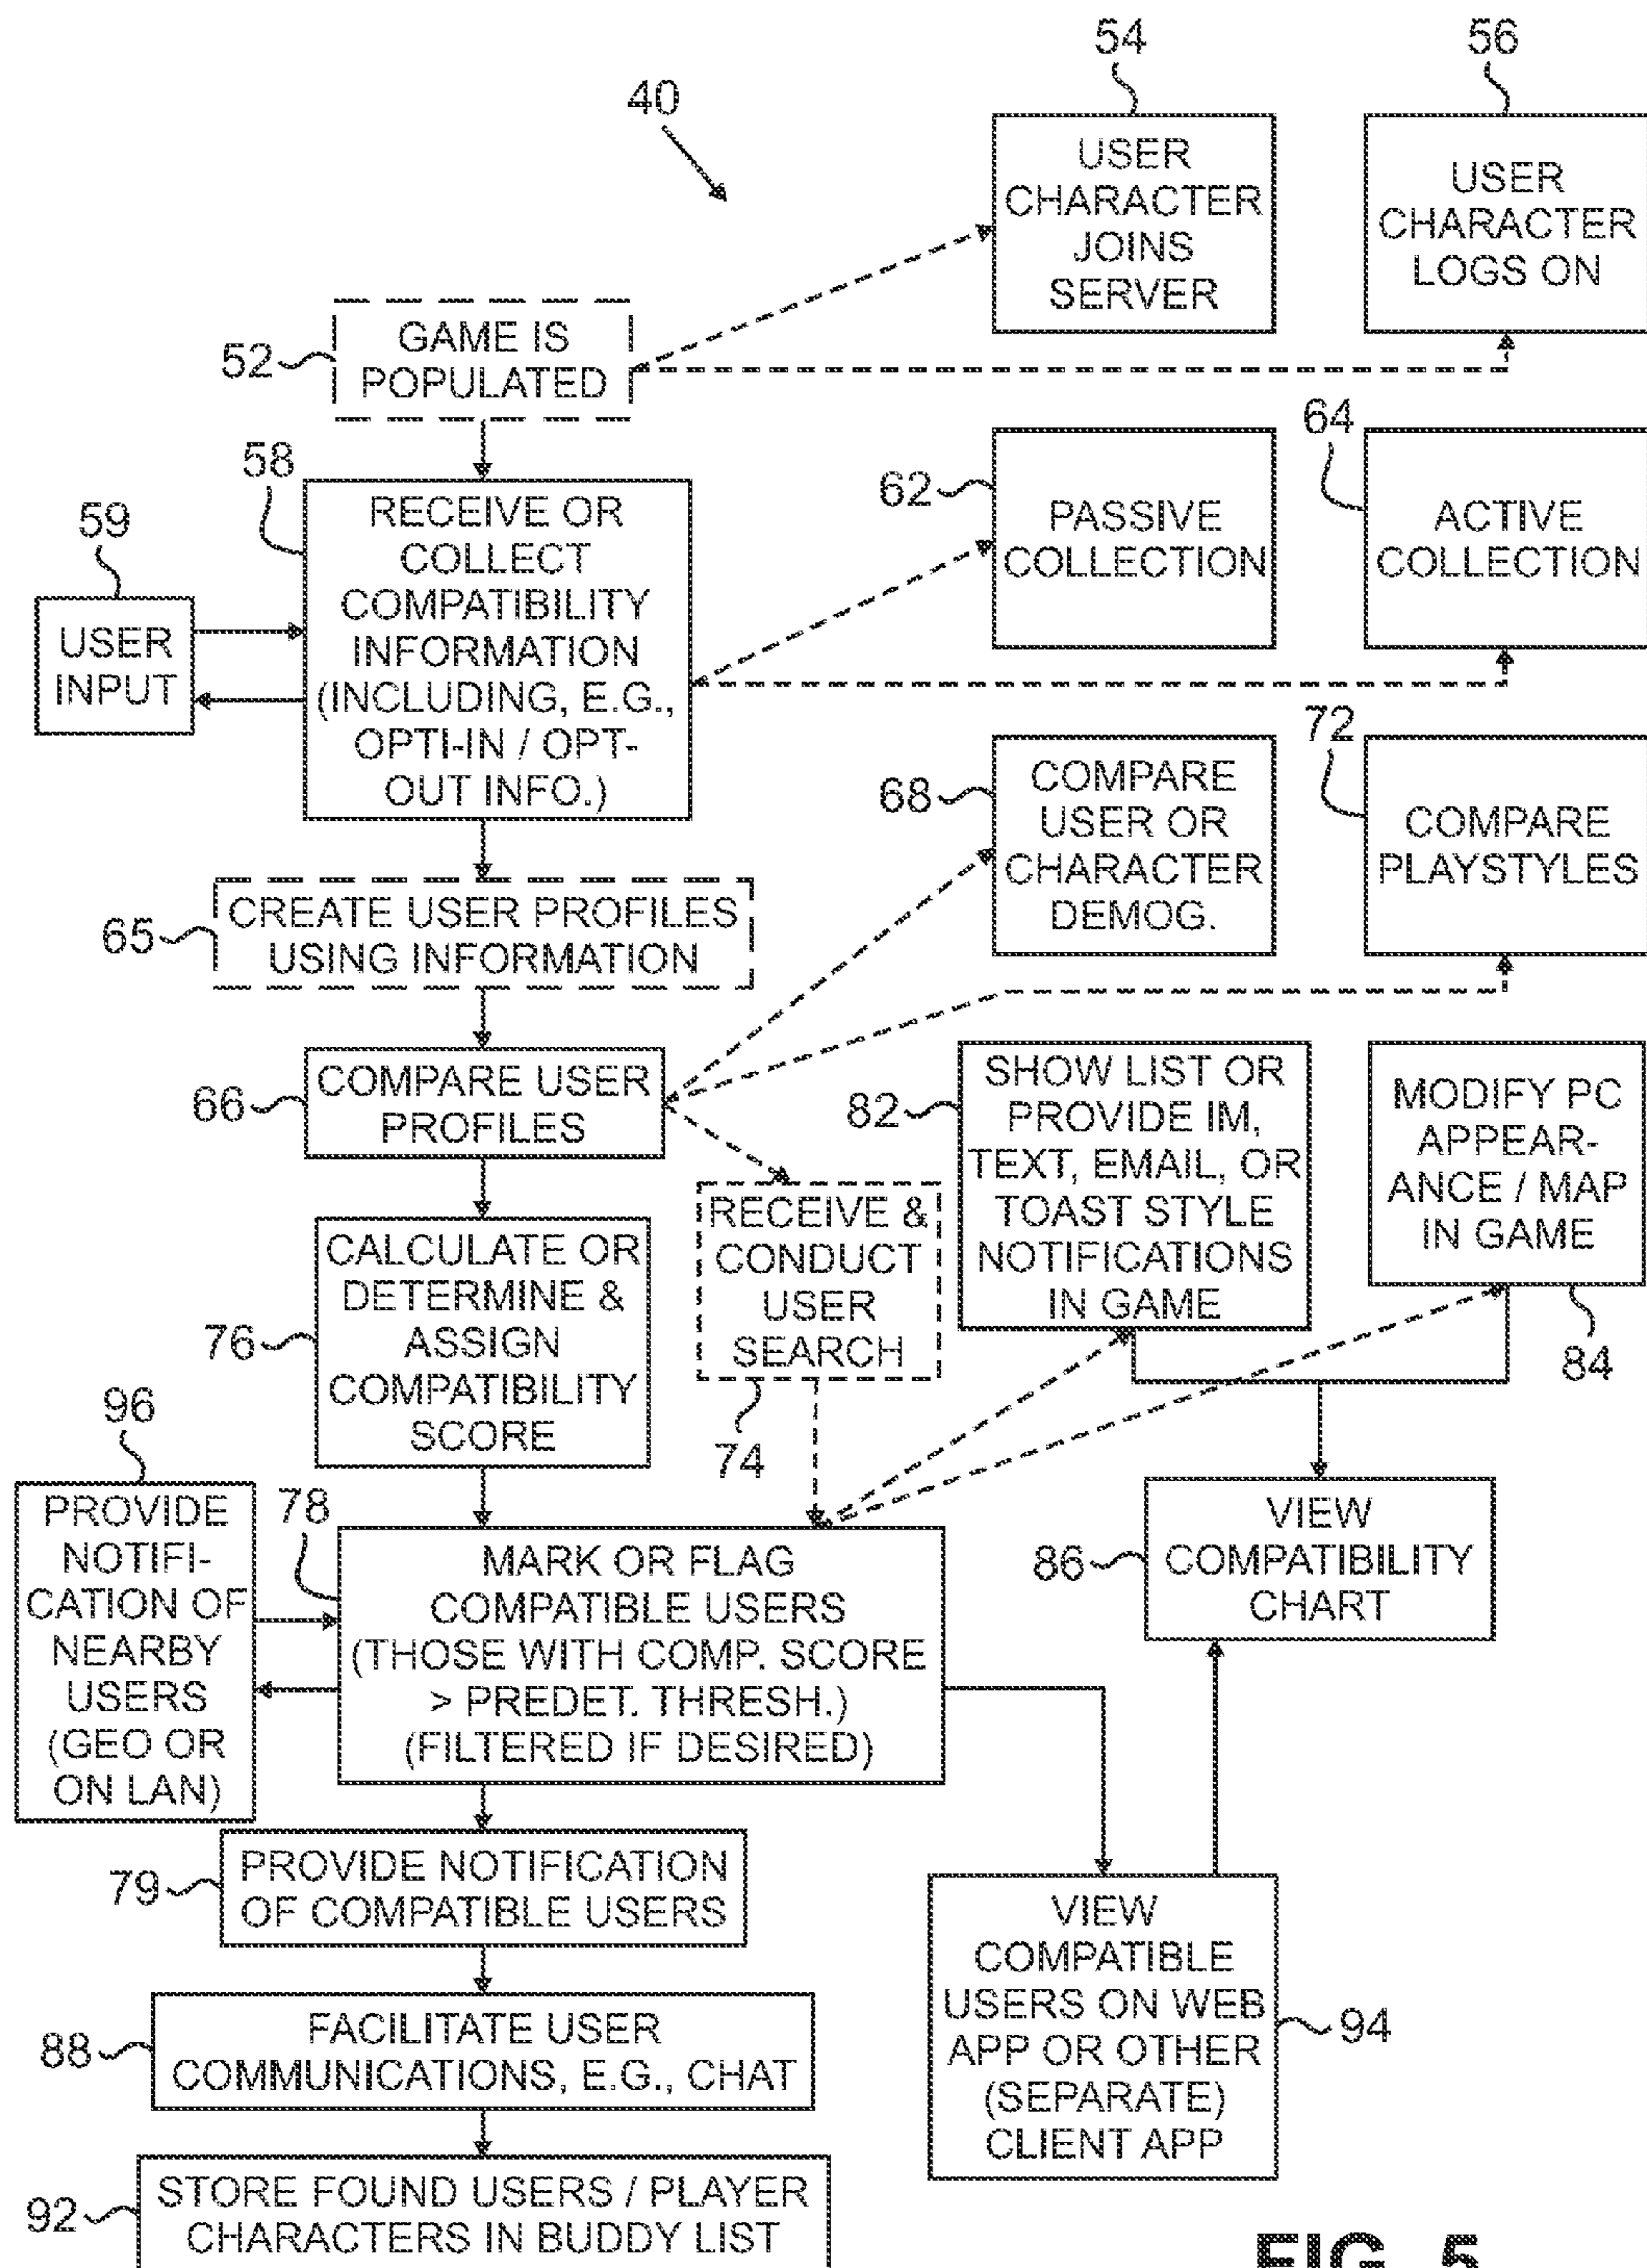 54
56
40
USER
CHARACTER
JOINS
SERVER
USER
CHARACTER
LOGS ON
52
GAME IS
POPULATED
58
59
USER
INPUT
RECEIVE OR
COLLECT
COMPATIBILITY
INFORMATION
(INCLUDING, E.G.,
OPTI-IN / OPT-
OUT INFO.)
62
PASSIVE
COLLECTION
64
ACTIVE
COLLECTION
65
CREATE USER PROFILES
USING INFORMATION
68
COMPARE
USER OR
CHARACTER
DEMOG.
72
COMPARE
PLAYSTYLES
66
COMPARE USER
PROFILES
82
SHOW LIST OR
PROVIDE IM,
TEXT, EMAIL, OR
TOAST STYLE
NOTIFICATIONS
IN GAME
MODIFY PC
APPEAR-
ANCE / MAP
IN GAME
84
76
CALCULATE OR
DETERMINE &
ASSIGN
COMPATIBILITY
SCORE
RECEIVE &
CONDUCT
USER
SEARCH
74
96
PROVIDE
NOTIFI-
CATION OF
NEARBY
USERS
(GEO OR
ON LAN)
78
MARK OR FLAG
COMPATIBLE USERS
(THOSE WITH COMP. SCORE
> PREDET. THRESH.)
(FILTERED IF DESIRED)
86
VIEW
COMPATIBILITY
CHART
79
PROVIDE NOTIFICATION
OF COMPATIBLE USERS
VIEW
COMPATIBLE
USERS ON WEB
APP OR OTHER
(SEPARATE)
CLIENT APP
94
88
FACILITATE USER
COMMUNICATIONS, E.G., CHAT
92
STORE FOUND USERS / PLAYER
CHARACTERS IN BUDDY LIST
FIG. 5